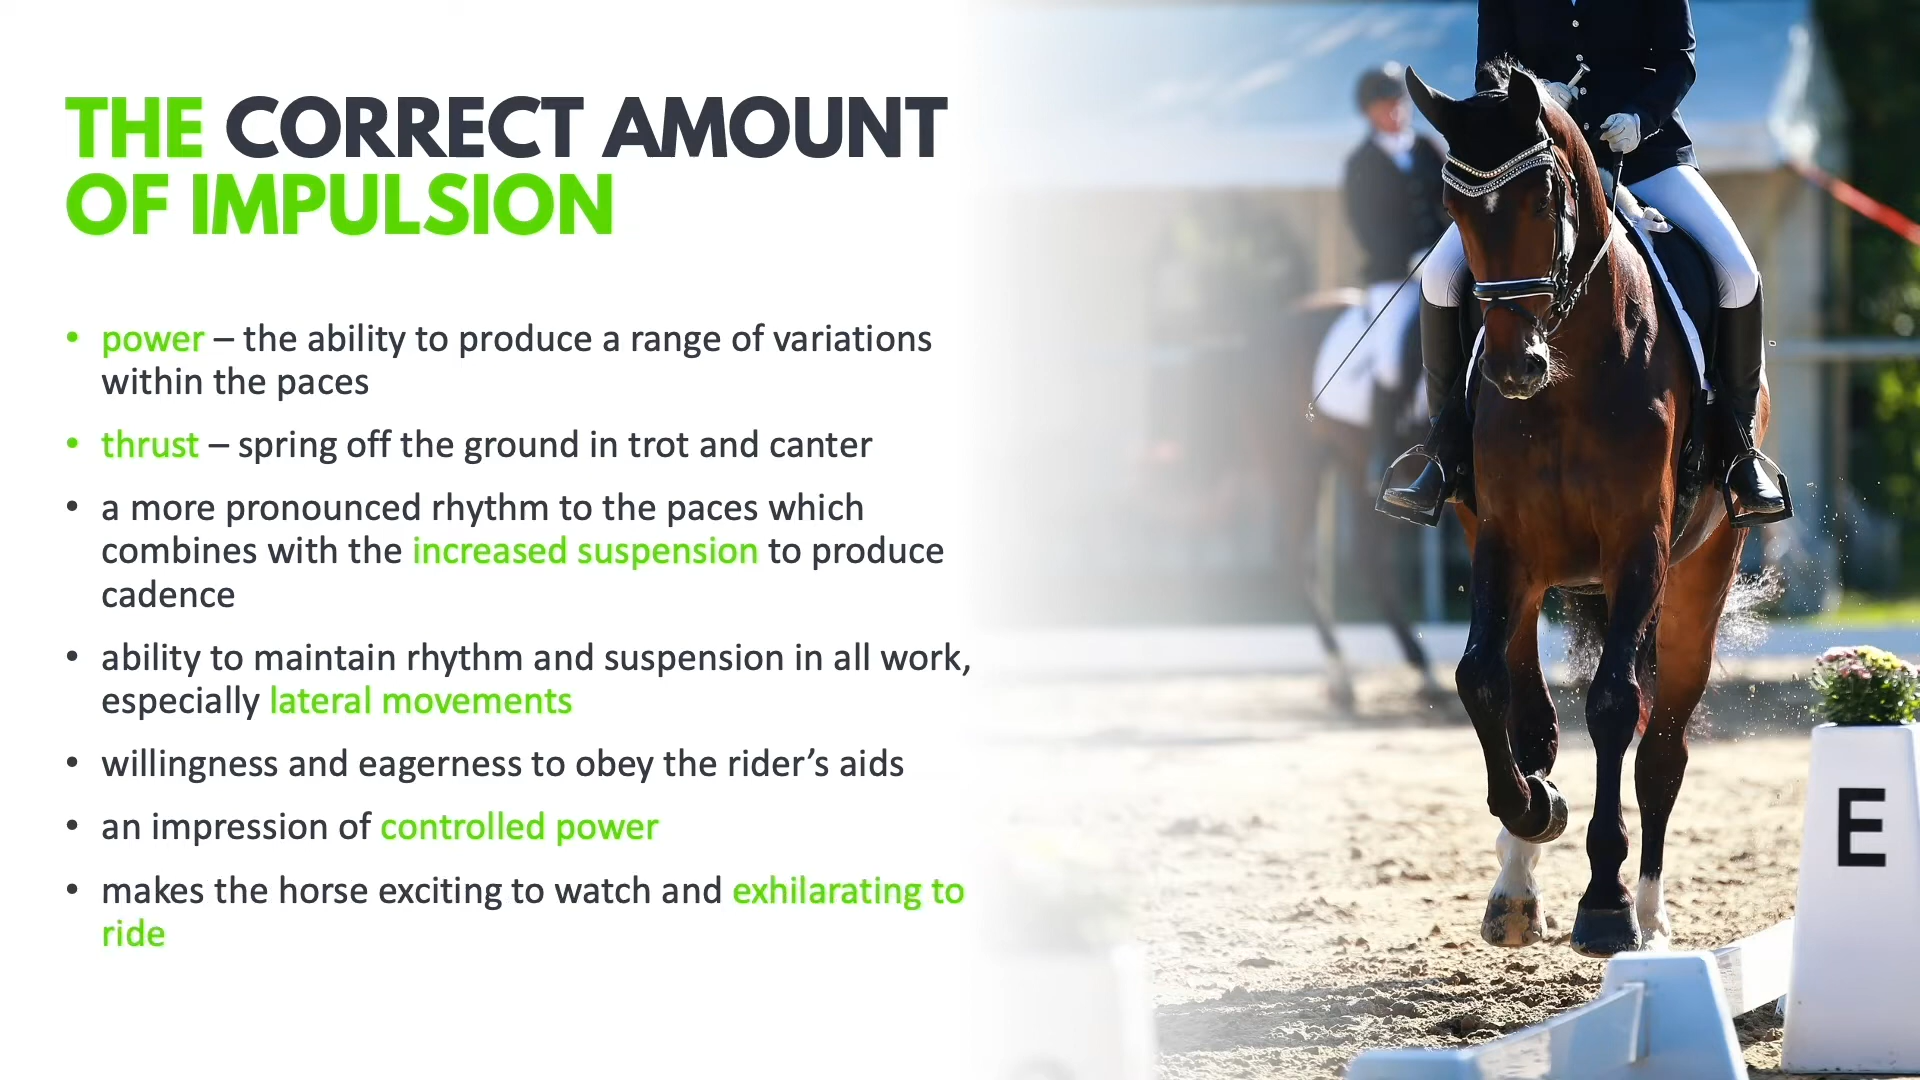 THE CORRECT AMOUNT
OF IMPULSION
• power – the ability to produce a range of variations
within the paces
• thrust – spring off the ground in trot and canter
• a more pronounced rhythm to the paces which
combines with the increased suspension to produce
cadence
• ability to maintain rhythm and suspension in all work,
especially lateral movements
• willingness and eagerness to obey the rider’s aids
• an impression of controlled power
• makes the horse exciting to watch and exhilarating to
ride
E